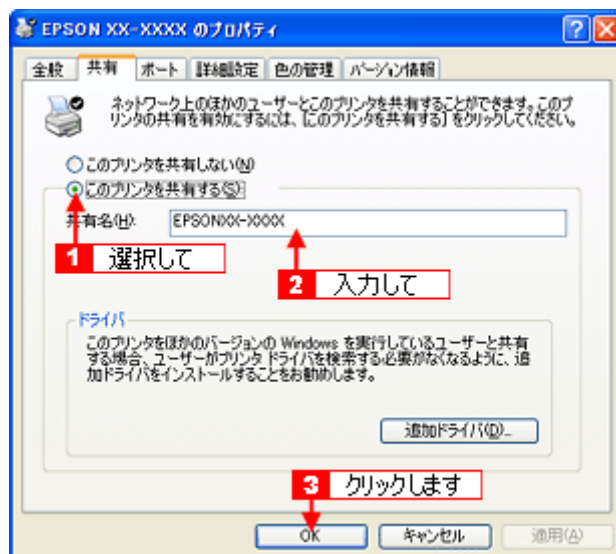 EPSON XX-XXXX のプロパティ
全般 共有 ポート 詳細設定 色の管理 バージョン情報
ネットワーク上のほかのユーザーとこのプリンタを共有することができます。このプ
リンタの共有を有効にするには、[このプリンタを共有する] をクリックしてください。
このプリンタを共有しない(N)
このプリンタを共有する(S)
共有名(H): EPSONXX-XXXX
1 選択して
2 入力して
ドライバ
このプリンタをほかのバージョンの Windows を実行しているユーザーと共有
する場合、ユーザーがプリンタ ドライバを検索する必要がなくなるように、追
加ドライバをインストールすることをお勧めします。
追加ドライバ(D)...
3 クリックします
OK キャンセル 適用(A)